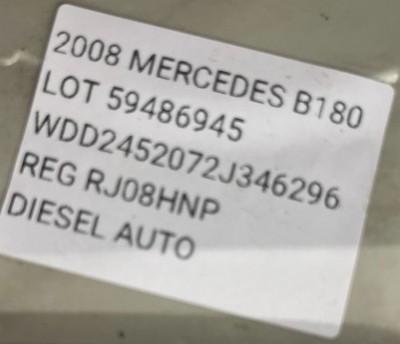 2008 MERCEDES B180
LOT 59486945
WDD2452072J346296
REG RJ08HNP
DIESEL AUTO